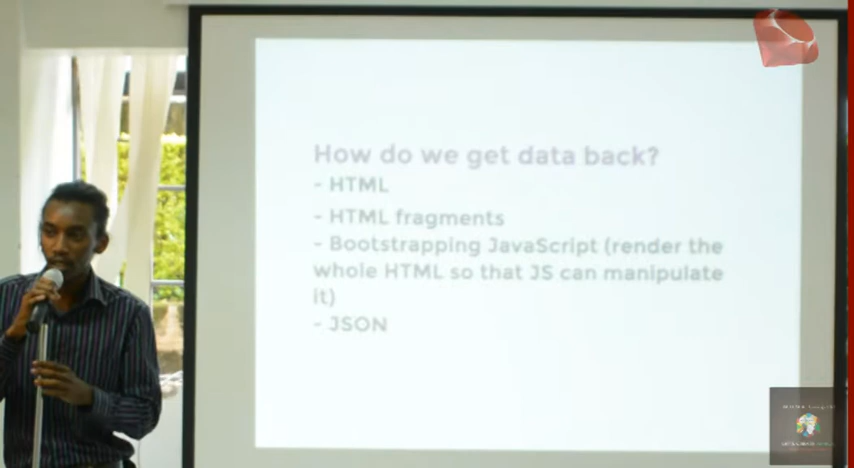 How do we get data back?
- HTML
- HTML fragments
- Bootstrapping JavaScript (render the
whole HTML so that JS can manipulate
it)
- JSON